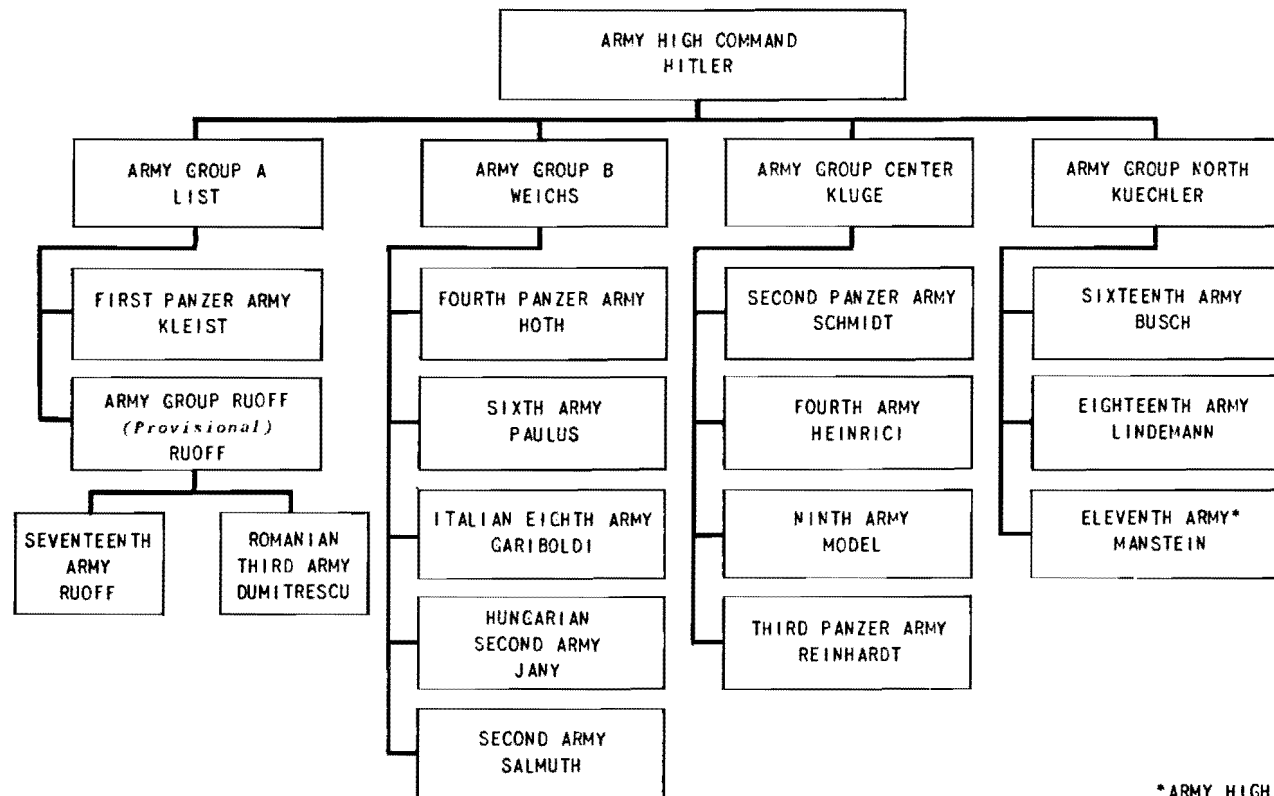 ARMY HIGH COMMAND
HITLER
ARMY GROUP A
LIST
ARMY GROUP B
WEICHS
ARMY GROUP CENTER
KLUGE
ARMY GROUP NORTH
KUECHLER
FIRST PANZER ARMY
KLEIST
ARMY GROUP RUOFF
(Provisional)
RUOFF
SEVENTEENTH
ARMY
RUOFF
ROMANIAN
THIRD ARMY
DUMITRESCU
FOURTH PANZER ARMY
HOTH
SIXTH ARMY
PAULUS
ITALIAN EIGHTH ARMY
GARIBOLDI
HUNGARIAN
SECOND ARMY
JANY
SECOND ARMY
SALMUTH
SECOND PANZER ARMY
SCHMIDT
FOURTH ARMY
HEINRICI
NINTH ARMY
MODEL
THIRD PANZER ARMY
REINHARDT
SIXTEENTH ARMY
BUSCH
EIGHTEENTH ARMY
LINDEMANN
ELEVENTH ARMY*
MANSTEIN
*ARMY HIGH